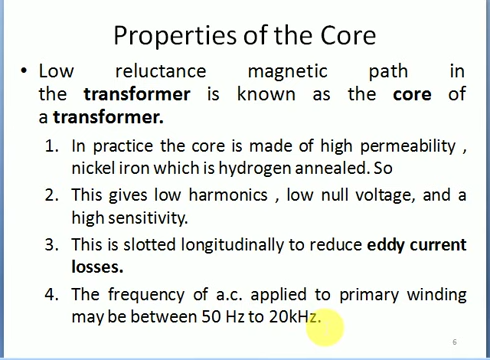 Properties of the Core
• Low reluctance magnetic path in
the transformer is known as the core of
a transformer.
1. In practice the core is made of high permeability ,
nickel iron which is hydrogen annealed. So
2. This gives low harmonics , low null voltage, and a
high sensitivity.
3. This is slotted longitudinally to reduce eddy current
losses.
4. The frequency of a.c. applied to primary winding
may be between 50 Hz to 20kHz.
6